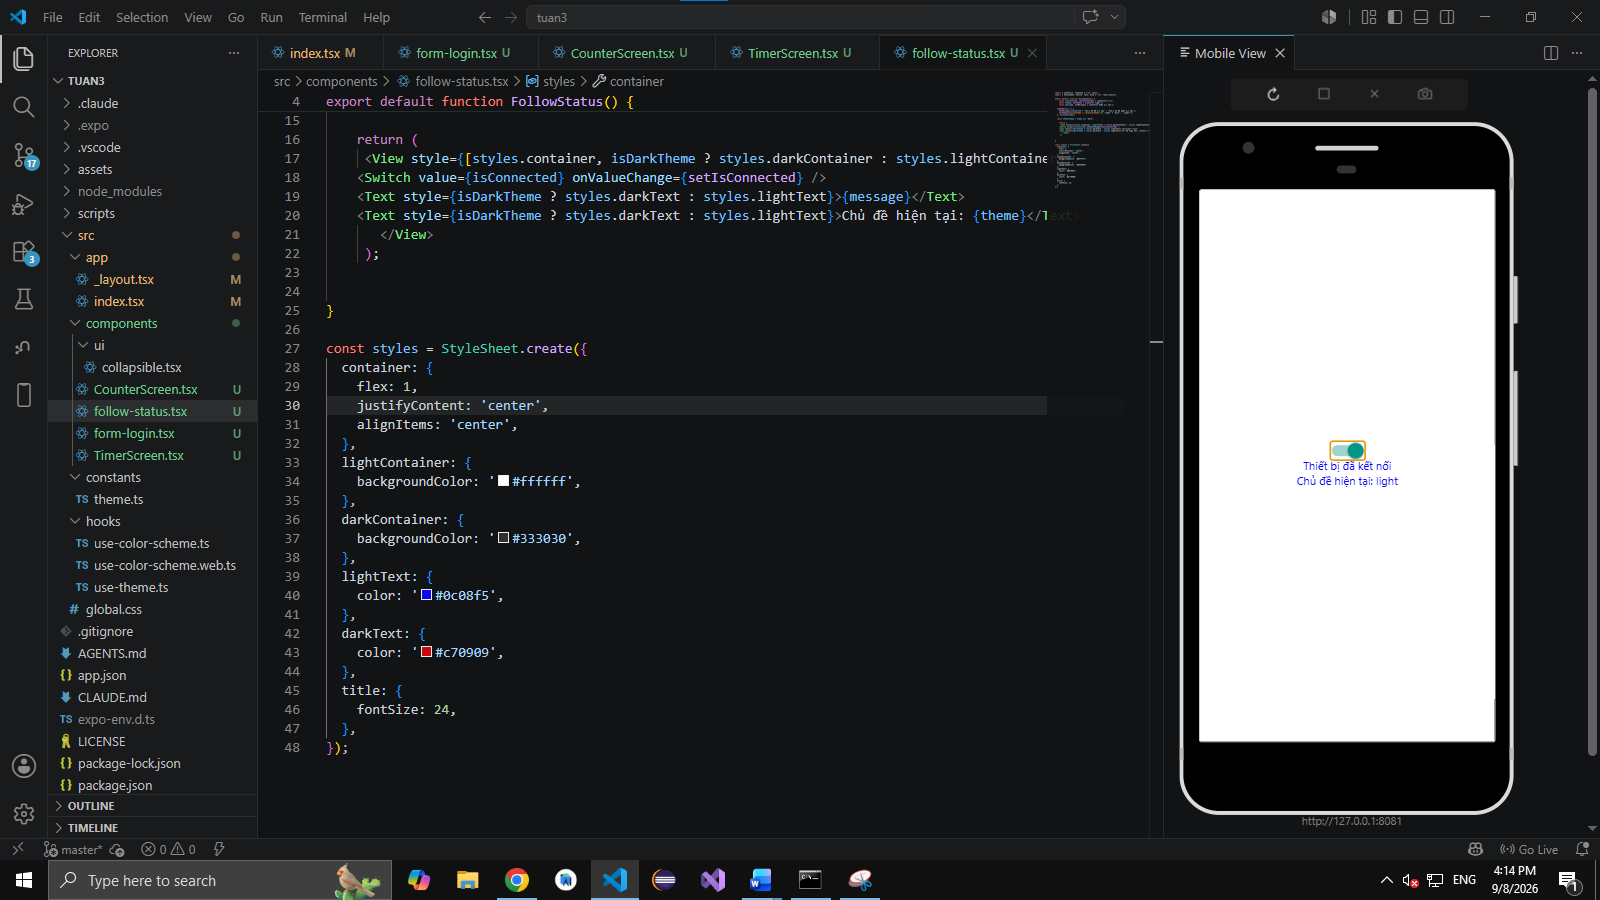 File Edit Selection View Go Run Terminal Help
tuan3
EXPLORER
TUAN3
.claude
.expo
.vscode
assets
node_modules
scripts
src
app
_layout.tsx M
index.tsx M
components
ui
collapsible.tsx
CounterScreen.tsx U
follow-status.tsx U
form-login.tsx U
TimerScreen.tsx U
constants
TS theme.ts
hooks
TS use-color-scheme.ts
TS use-color-scheme.web.ts
TS use-theme.ts
# global.css
.gitignore
AGENTS.md
{} app.json
CLAUDE.md
TS expo-env.d.ts
LICENSE
{} package-lock.json
{} package.json
OUTLINE
TIMELINE
17
3
index.tsx M form-login.tsx U CounterScreen.tsx U TimerScreen.tsx U follow-status.tsx U
src > components > follow-status.tsx > styles > container
4 export default function FollowStatus() {
15
16 return (
17 <View style={[styles.container, isDarkTheme ? styles.darkContainer : styles.lightContaine
18 <Switch value={isConnected} onValueChange={setIsConnected} />
19 <Text style={isDarkTheme ? styles.darkText : styles.lightText}>{message}</Text>
20 <Text style={isDarkTheme ? styles.darkText : styles.lightText}>Chủ đề hiện tại: {theme}</Text>
21 </View>
22 );
23
24
25 }
26
27 const styles = StyleSheet.create({
28 container: {
29 flex: 1,
30 justifyContent: 'center',
31 alignItems: 'center',
32 },
33 lightContainer: {
34 backgroundColor: '#ffffff',
35 },
36 darkContainer: {
37 backgroundColor: '#333030',
38 },
39 lightText: {
40 color: '#0c08f5',
41 },
42 darkText: {
43 color: '#c70909',
44 },
45 title: {
46 fontSize: 24,
47 },
48 });
Mobile View
Thiết bị đã kết nối
Chủ đề hiện tại: light
http://127.0.0.1:8081
master* 0 0 Go Live
Type here to search
ENG
4:14 PM
9/8/2026
1